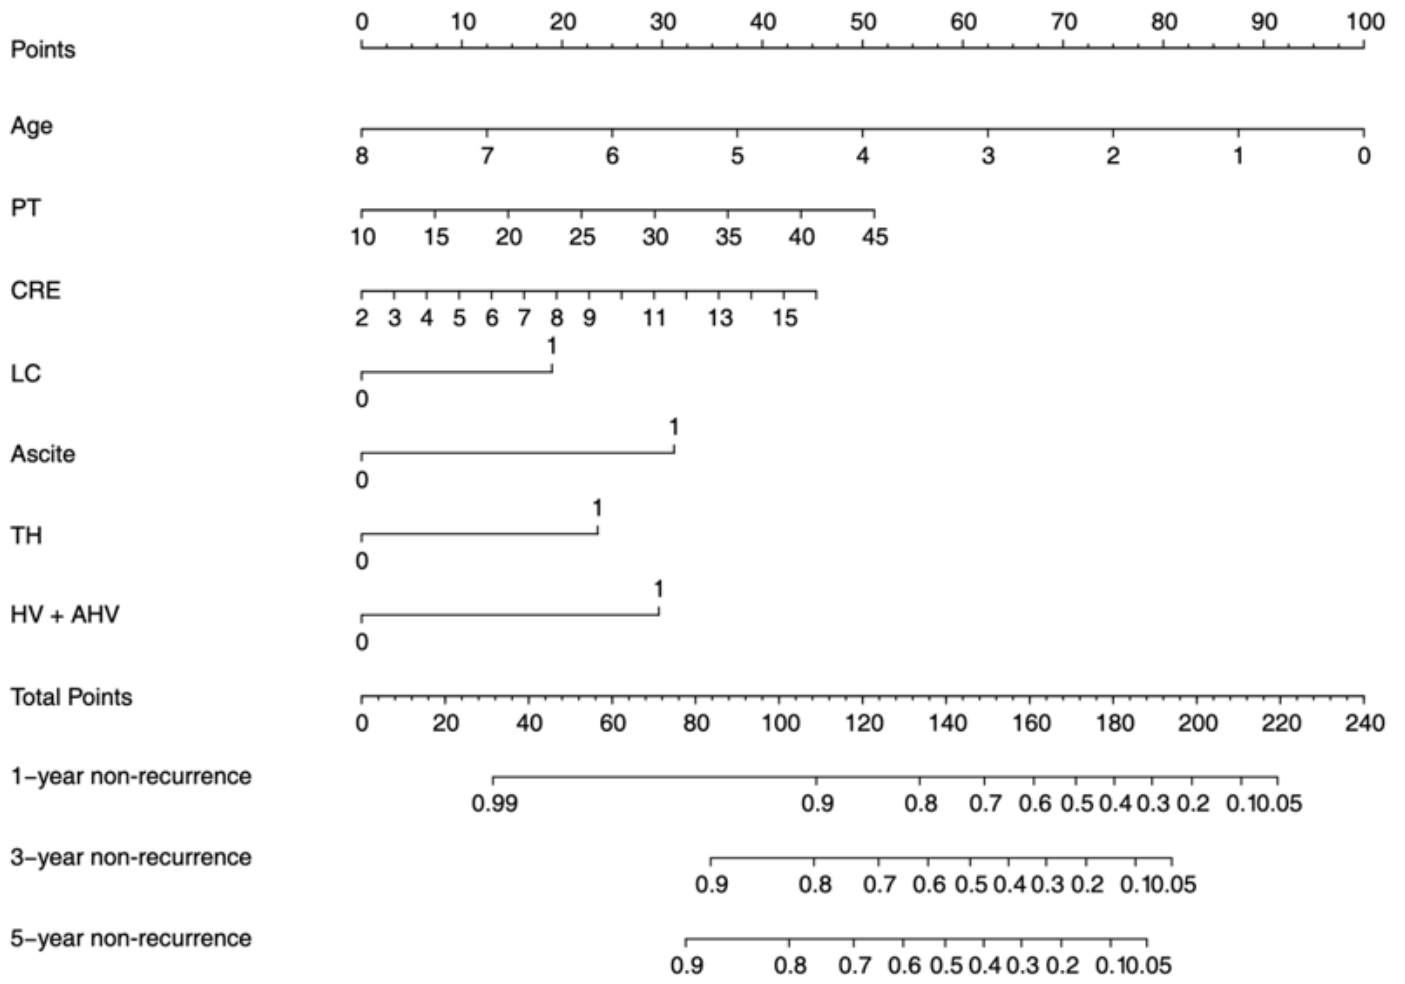 0 10 20 30 40 50 60 70 80 90 100
Points
Age
8 7 6 5 4 3 2 1 0
PT
10 15 20 25 30 35 40 45
CRE
2 3 4 5 6 7 8 9 11 13 15
1
LC
0
1
Ascite
0
1
TH
0
1
HV + AHV
0
Total Points
0 20 40 60 80 100 120 140 160 180 200 220 240
1−year non−recurrence
0.99 0.9 0.8 0.7 0.6 0.5 0.4 0.3 0.2 0.10.05
3−year non−recurrence
0.9 0.8 0.7 0.6 0.5 0.4 0.3 0.2 0.10.05
5−year non−recurrence
0.9 0.8 0.7 0.6 0.5 0.4 0.3 0.2 0.10.05